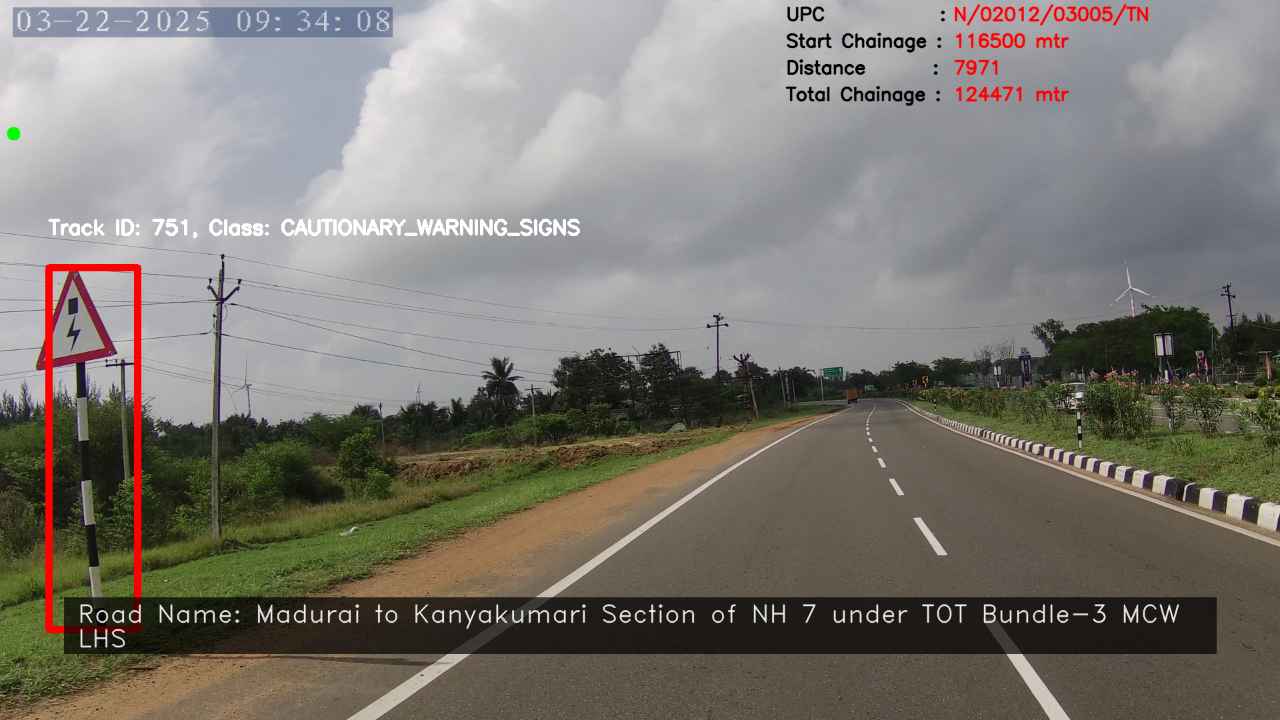 03-22-2025 09:34:08
UPC : N/02012/03005/TN
Start Chainage : 116500 mtr
Distance : 7971
Total Chainage : 124471 mtr
Track ID: 751, Class: CAUTIONARY_WARNING_SIGNS
Road Name: Madurai to Kanyakumari Section of NH 7 under TOT Bundle-3 MCW
LHS